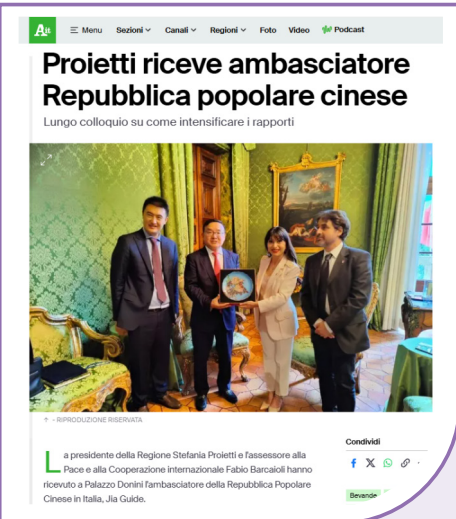 Menu Sezioni Canali Regioni Foto Video Podcast
Proietti riceve ambasciatore
Repubblica popolare cinese
Lungo colloquio su come intensificare i rapporti
↑ - RIPRODUZIONE RISERVATA
La presidente della Regione Stefania Proietti e l'assessore alla
Pace e alla Cooperazione internazionale Fabio Barcaioli hanno
ricevuto a Palazzo Donini l'ambasciatore della Repubblica Popolare
Cinese in Italia, Jia Guide.
Condividi
Bevande